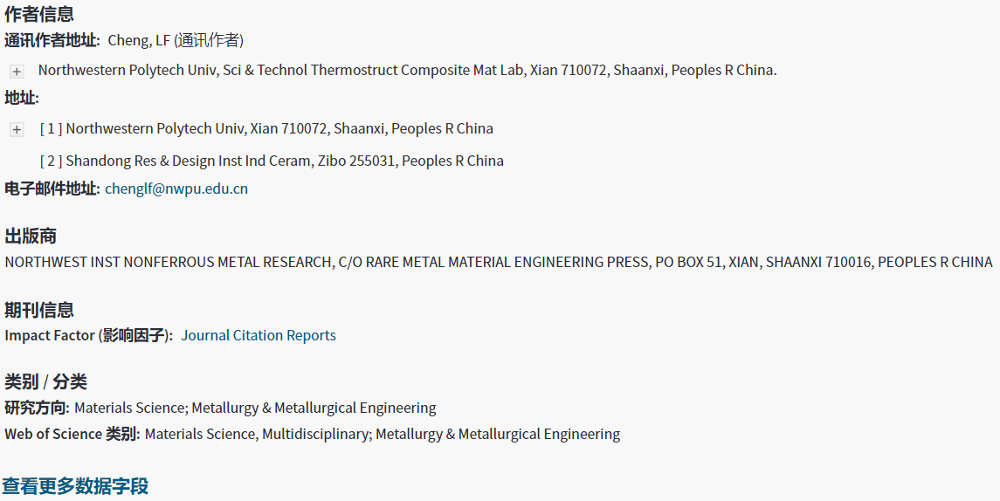 作者信息
通讯作者地址: Cheng, LF (通讯作者)
Northwestern Polytech Univ, Sci & Technol Thermostruct Composite Mat Lab, Xian 710072, Shaanxi, Peoples R China.
地址:
[ 1 ] Northwestern Polytech Univ, Xian 710072, Shaanxi, Peoples R China
[ 2 ] Shandong Res & Design Inst Ind Ceram, Zibo 255031, Peoples R China
电子邮件地址: chenglf@nwpu.edu.cn
出版商
NORTHWEST INST NONFERROUS METAL RESEARCH, C/O RARE METAL MATERIAL ENGINEERING PRESS, PO BOX 51, XIAN, SHAANXI 710016, PEOPLES R CHINA
期刊信息
Impact Factor (影响因子): Journal Citation Reports
类别 / 分类
研究方向: Materials Science; Metallurgy & Metallurgical Engineering
Web of Science 类别: Materials Science, Multidisciplinary; Metallurgy & Metallurgical Engineering
查看更多数据字段